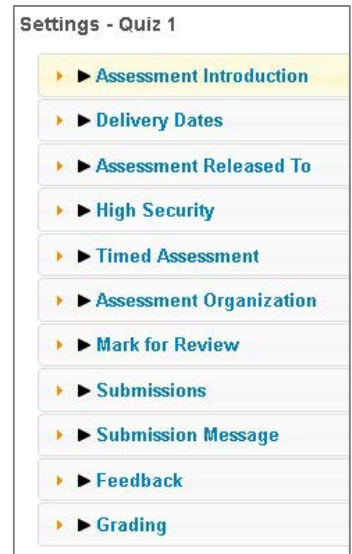 Settings - Quiz 1
Assessment Introduction
Delivery Dates
Assessment Released To
High Security
Timed Assessment
Assessment Organization
Mark for Review
Submissions
Submission Message
Feedback
Grading